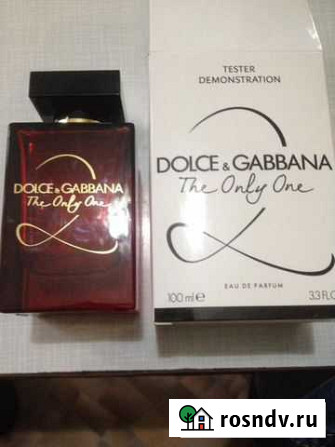 DOLCE & GABBANA
The Only One
2
TESTER
DEMONSTRATION
DOLCE & GABBANA
The Only One
2
100 ml e
3.3 FL
EAU DE PARFUM
rosndv.ru